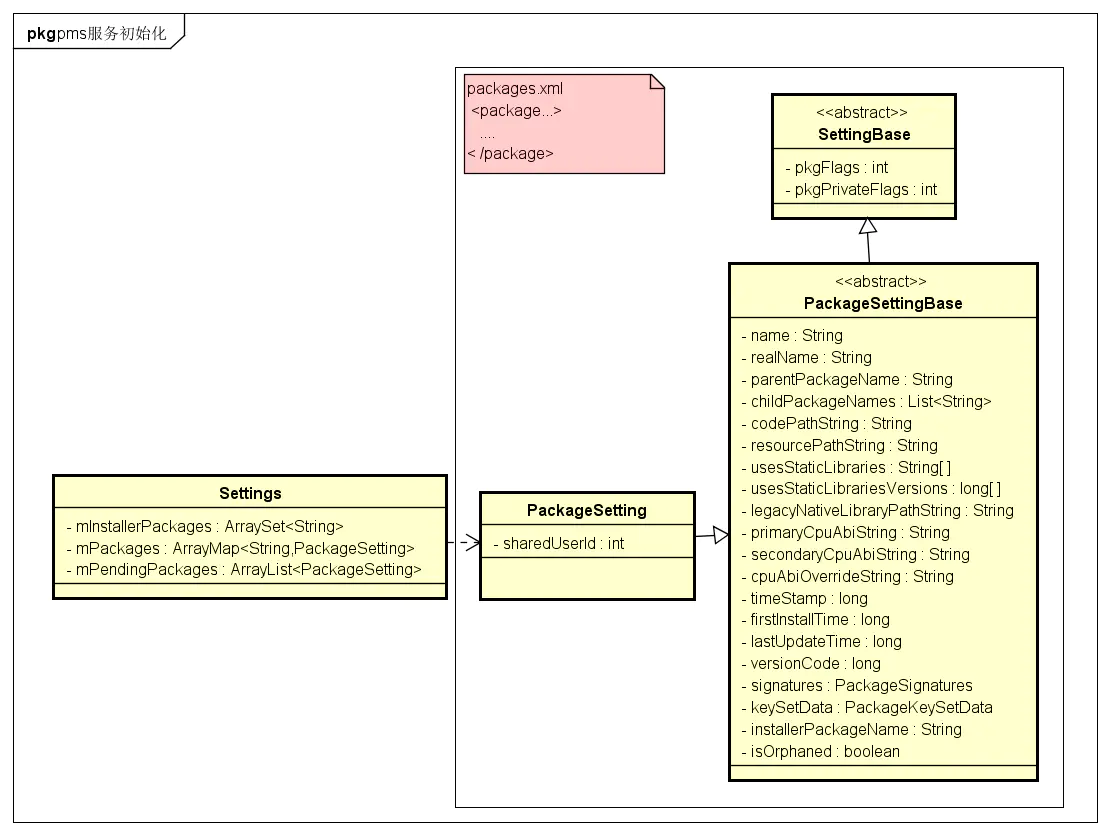 pkgpms服务初始化
packages.xml
<package...>
....
< /package>
<<abstract>>
SettingBase
- pkgFlags : int
- pkgPrivateFlags : int
<<abstract>>
PackageSettingBase
- name : String
- realName : String
- parentPackageName : String
- childPackageNames : List<String>
- codePathString : String
- resourcePathString : String
- usesStaticLibraries : String[]
- usesStaticLibrariesVersions : long[]
- legacyNativeLibraryPathString : String
- primaryCpuAbiString : String
- secondaryCpuAbiString : String
- cpuAbiOverrideString : String
- timeStamp : long
- firstInstallTime : long
- lastUpdateTime : long
- versionCode : long
- signatures : PackageSignatures
- keySetData : PackageKeySetData
- installerPackageName : String
- isOrphaned : boolean
Settings
- mInstallerPackages : ArraySet<String>
- mPackages : ArrayMap<String,PackageSetting>
- mPendingPackages : ArrayList<PackageSetting>
PackageSetting
- sharedUserId : int